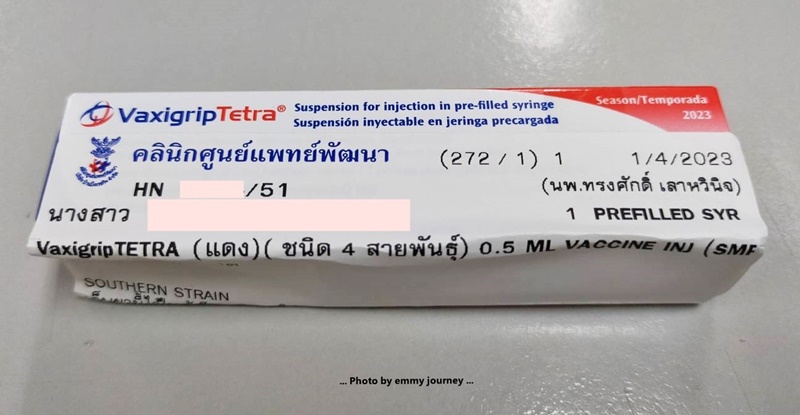 VaxigripTetra® Suspension for injection in pre-filled syringe
Suspensión inyectable en jeringa precargada
Season/Temporada
2023
คลินิกศูนย์แพทย์พัฒนา (272 / 1) 1 1/4/2023
HN /51 (นพ.ทรงศักดิ์ เลาหวินิจ)
นางสาว 1 PREFILLED SYR
VaxigripTETRA (แดง)( ชนิด 4 สายพันธุ์) 0.5 ML VACCINE INJ (SMF
SOUTHERN STRAIN
... Photo by emmy journey ...